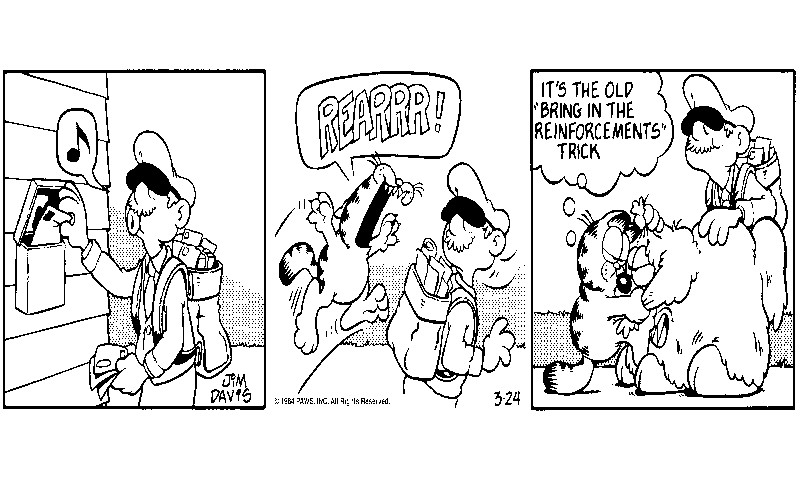 JIM
DAVIS
REARRR!
© 1984 PAWS, INC. All Rights Reserved.
3-24
IT'S THE OLD
"BRING IN THE
REINFORCEMENTS"
TRICK